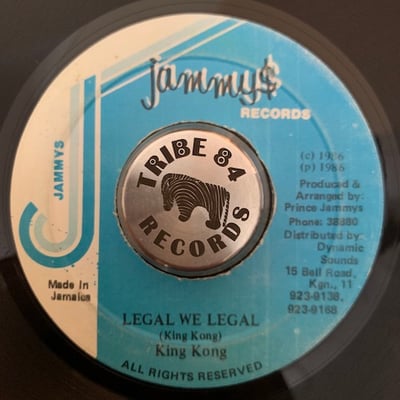 jammy$
RECORDS
JAMMYS
(c) 1986
(p) 1986
Produced &
Arranged by:
Prince Jammys
Phone: 38880
Distributed by:
Dynamic
Sounds
15 Bell Road,
Kgn., 11
923-9138,
923-9168
TRIBE 84
RECORDS
Made In
Jamaica
LEGAL WE LEGAL
(King Kong)
King Kong
ALL RIGHTS RESERVED